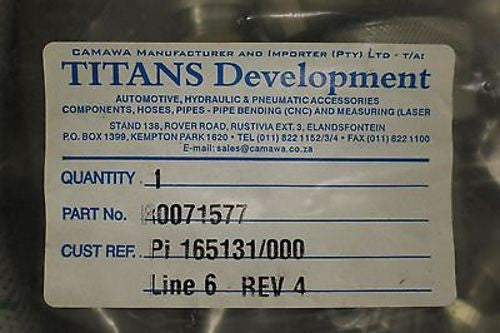 CAMAWA MANUFACTURER AND IMPORTER (PTY) LTD - T/A:
TITANS Development
AUTOMOTIVE, HYDRAULIC & PNEUMATIC ACCESSORIES
COMPONENTS, HOSES, PIPES - PIPE BENDING (CNC) AND MEASURING (LASER
STAND 138, ROVER ROAD, RUSTIVIA EXT. 3, ELANDSFONTEIN
P.O. BOX 1399, KEMPTON PARK 1620 • TEL (011) 822 1152/3/4 • FAX (011) 822 1100
E-mail: sales@camawa.co.za
QUANTITY 1
PART No. 0071577
CUST REF. Pi 165131/000
Line 6 REV 4